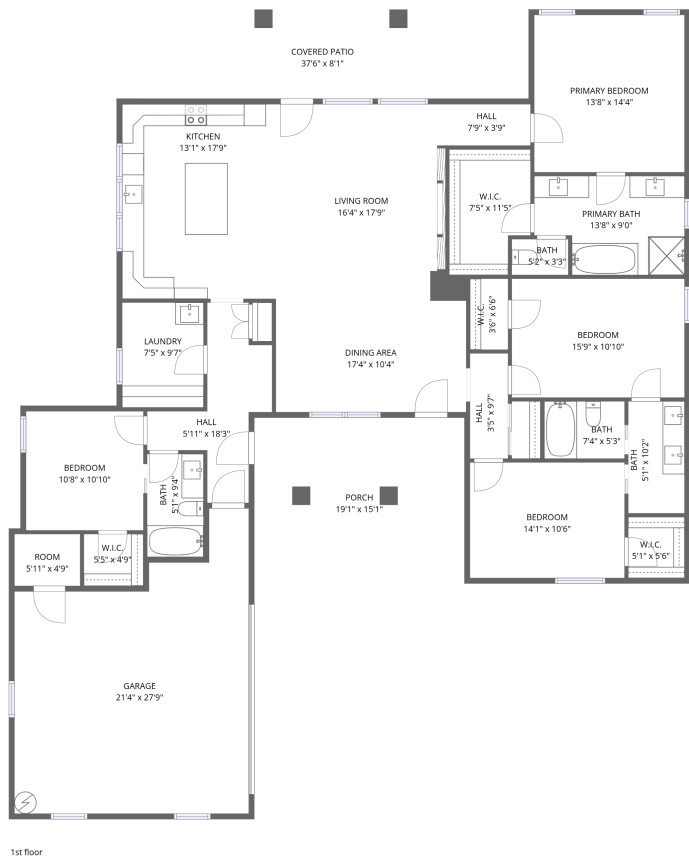 COVERED PATIO
37'6" x 8'1"
PRIMARY BEDROOM
13'8" x 14'4"
HALL
7'9" x 3'9"
KITCHEN
13'1" x 17'9"
LIVING ROOM
16'4" x 17'9"
W.I.C.
7'5" x 11'5"
PRIMARY BATH
13'8" x 9'0"
BATH
5'2" x 3'3"
W.I.C.
3'6" x 6'6"
BEDROOM
15'9" x 10'10"
LAUNDRY
7'5" x 9'7"
DINING AREA
17'4" x 10'4"
HALL
3'5" x 9'7"
HALL
5'11" x 18'3"
BATH
7'4" x 5'3"
BATH
5'1" x 10'2"
BEDROOM
10'8" x 10'10"
BATH
5'1" x 9'4"
PORCH
19'1" x 15'1"
BEDROOM
14'1" x 10'6"
W.I.C.
5'1" x 5'6"
ROOM
5'11" x 4'9"
W.I.C.
5'5" x 4'9"
GARAGE
21'4" x 27'9"
1st floor